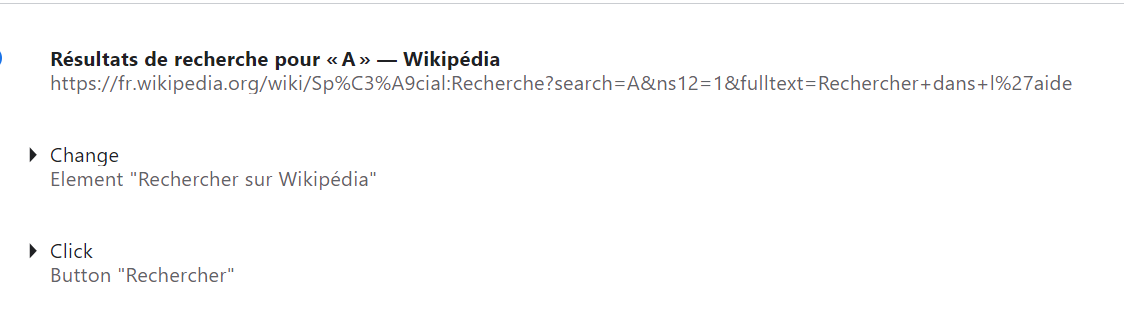 Résultats de recherche pour « A » — Wikipédia
https://fr.wikipedia.org/wiki/Sp%C3%A9cial:Recherche?search=A&ns12=1&fulltext=Rechercher+dans+l%27aide
Change
Element "Rechercher sur Wikipédia"
Click
Button "Rechercher"